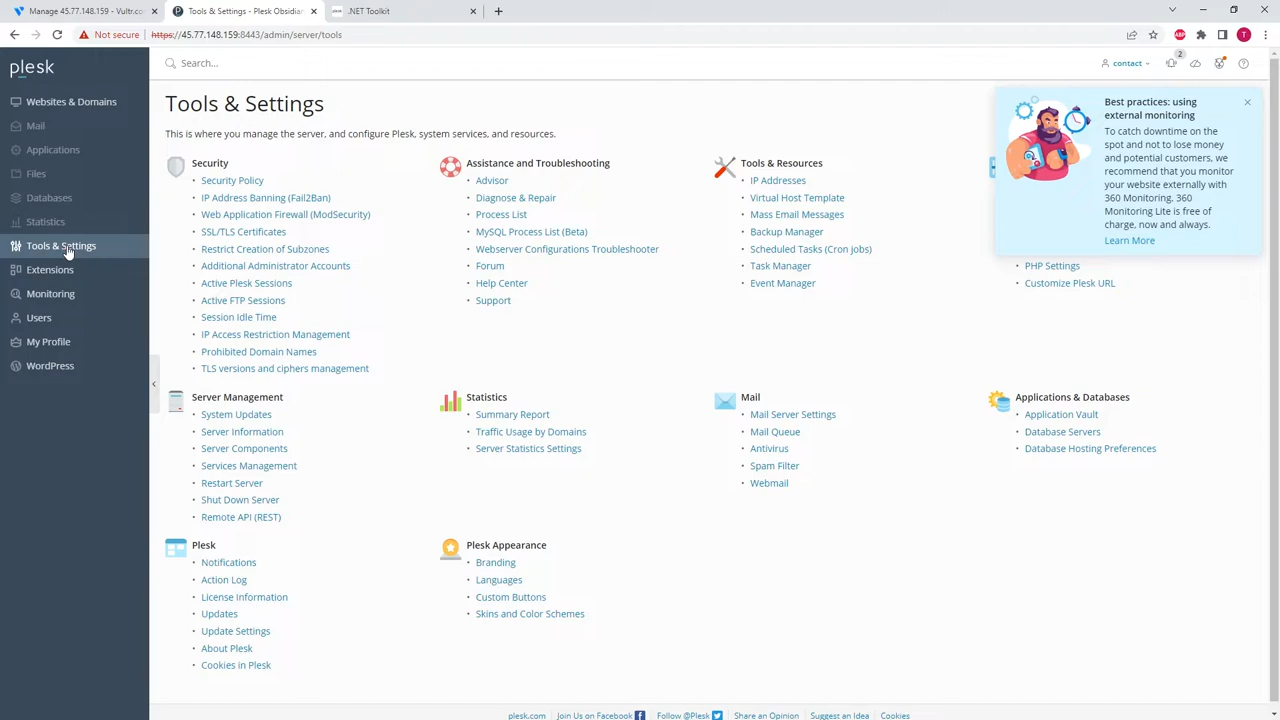 Manage 45.77.148.159 - Vultr.co
Tools & Settings - Plesk Obsidian
.NET Toolkit
Not secure
https://45.77.148.159:8443/admin/server/tools
ABP
T
plesk
Search...
contact
2
Websites & Domains
Mail
Applications
Files
Databases
Statistics
Tools & Settings
Extensions
Monitoring
Users
My Profile
WordPress
Tools & Settings
This is where you manage the server, and configure Plesk, system services, and resources.
Security
Security Policy
IP Address Banning (Fail2Ban)
Web Application Firewall (ModSecurity)
SSL/TLS Certificates
Restrict Creation of Subzones
Additional Administrator Accounts
Active Plesk Sessions
Active FTP Sessions
Session Idle Time
IP Access Restriction Management
Prohibited Domain Names
TLS versions and ciphers management
Assistance and Troubleshooting
Advisor
Diagnose & Repair
Process List
MySQL Process List (Beta)
Webserver Configurations Troubleshooter
Forum
Help Center
Support
Tools & Resources
IP Addresses
Virtual Host Template
Mass Email Messages
Backup Manager
Scheduled Tasks (Cron jobs)
Task Manager
Event Manager
Best practices: using
external monitoring
To catch downtime on the
spot and not to lose money
and potential customers, we
recommend that you monitor
your website externally with
360 Monitoring, 360
Monitoring Lite is free of
charge, now and always.
Learn More
PHP Settings
Customize Plesk URL
Server Management
System Updates
Server Information
Server Components
Services Management
Restart Server
Shut Down Server
Remote API (REST)
Statistics
Summary Report
Traffic Usage by Domains
Server Statistics Settings
Mail
Mail Server Settings
Mail Queue
Antivirus
Spam Filter
Webmail
Applications & Databases
Application Vault
Database Servers
Database Hosting Preferences
Plesk
Notifications
Action Log
License Information
Updates
Update Settings
About Plesk
Cookies in Plesk
Plesk Appearance
Branding
Languages
Custom Buttons
Skins and Color Schemes
plesk.com
Join Us on Facebook
Follow @Plesk
Share an Opinion
Suggest an Idea
Cookies